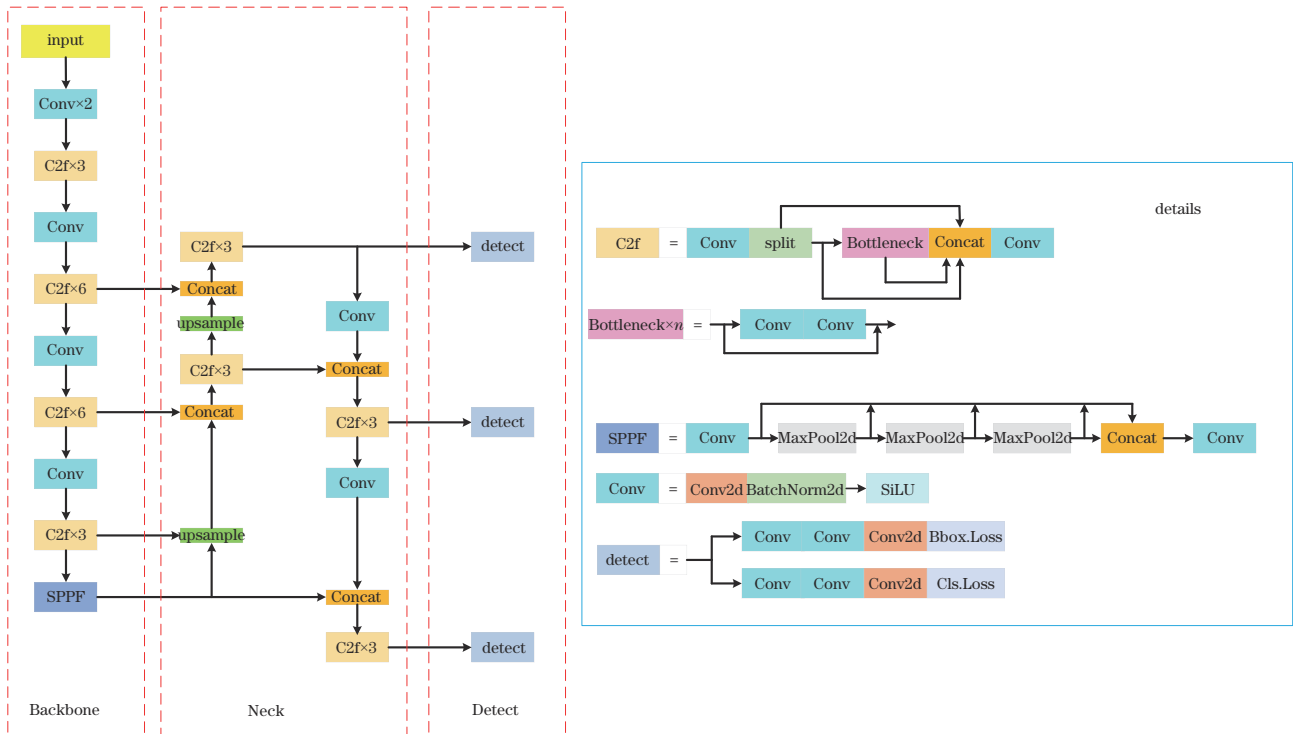 input
Conv×2
C2f×3
Conv
C2f×6
Conv
C2f×6
Conv
C2f×3
SPPF
Backbone
C2f×3
Concat
upsample
C2f×3
Concat
upsample
Conv
Concat
C2f×3
Conv
Concat
C2f×3
Neck
detect
detect
detect
Detect
details
C2f = Conv split Bottleneck Concat Conv
Bottleneck×n = Conv Conv
SPPF = Conv MaxPool2d MaxPool2d MaxPool2d Concat Conv
Conv = Conv2d BatchNorm2d SiLU
detect =
Conv Conv Conv2d Bbox.Loss
Conv Conv Conv2d Cls.Loss